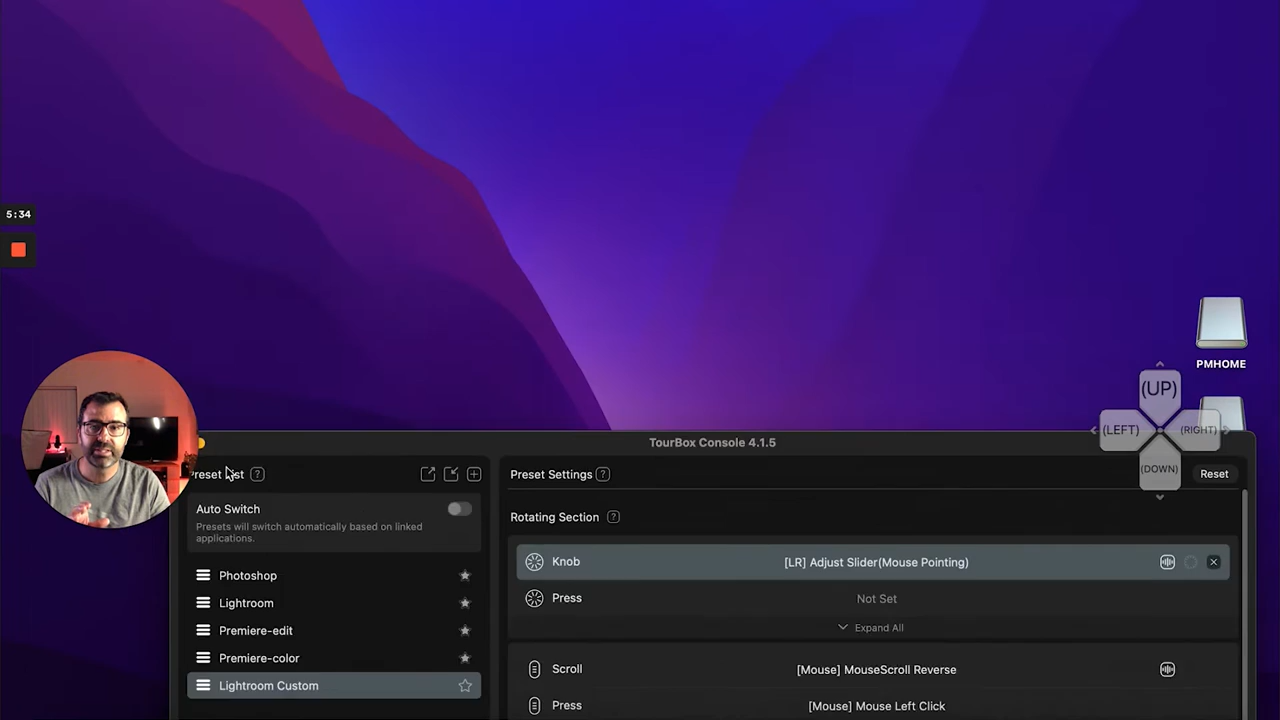 5:34
PMHOME
(UP)
(LEFT)
(RIGHT)
(DOWN)
TourBox Console 4.1.5
Preset List
Auto Switch
Presets will switch automatically based on linked
applications.
Photoshop
Lightroom
Premiere-edit
Premiere-color
Lightroom Custom
Preset Settings
Reset
Rotating Section
Knob
[LR] Adjust Slider(Mouse Pointing)
Press
Not Set
Expand All
Scroll
[Mouse] MouseScroll Reverse
Press
[Mouse] Mouse Left Click